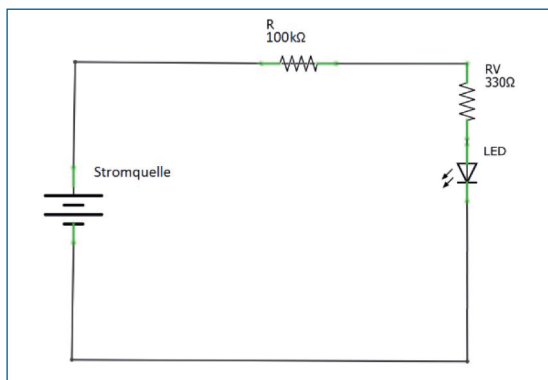 R
100kΩ
RV
330Ω
LED
Stromquelle